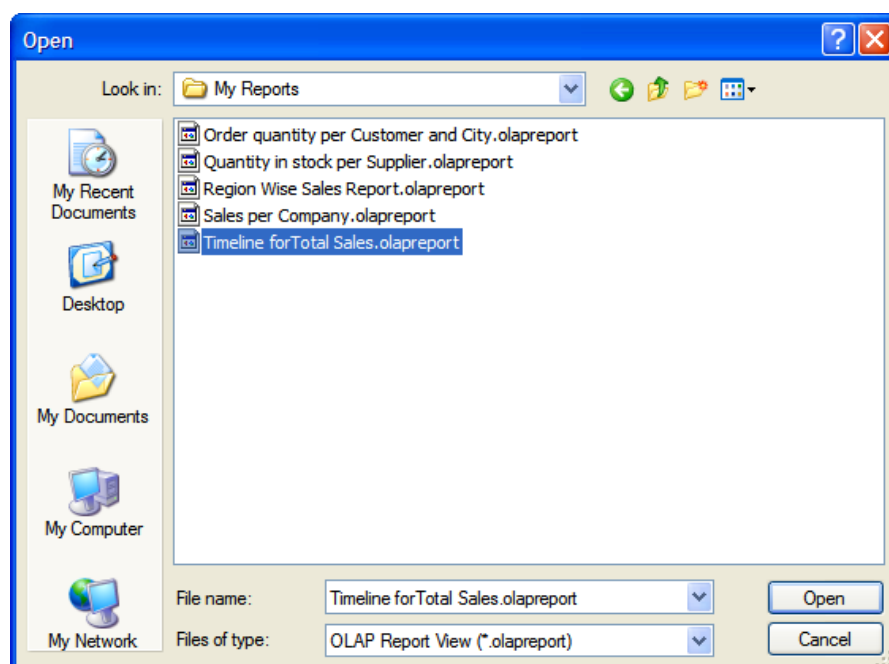 Open
Look in:
My Reports
My Recent
Documents
Desktop
My Documents
My Computer
My Network
Order quantity per Customer and City.olapreport
Quantity in stock per Supplier.olapreport
Region Wise Sales Report.olapreport
Sales per Company.olapreport
Timeline forTotal Sales.olapreport
File name:
Timeline forTotal Sales.olapreport
Open
Files of type:
OLAP Report View (*.olapreport)
Cancel